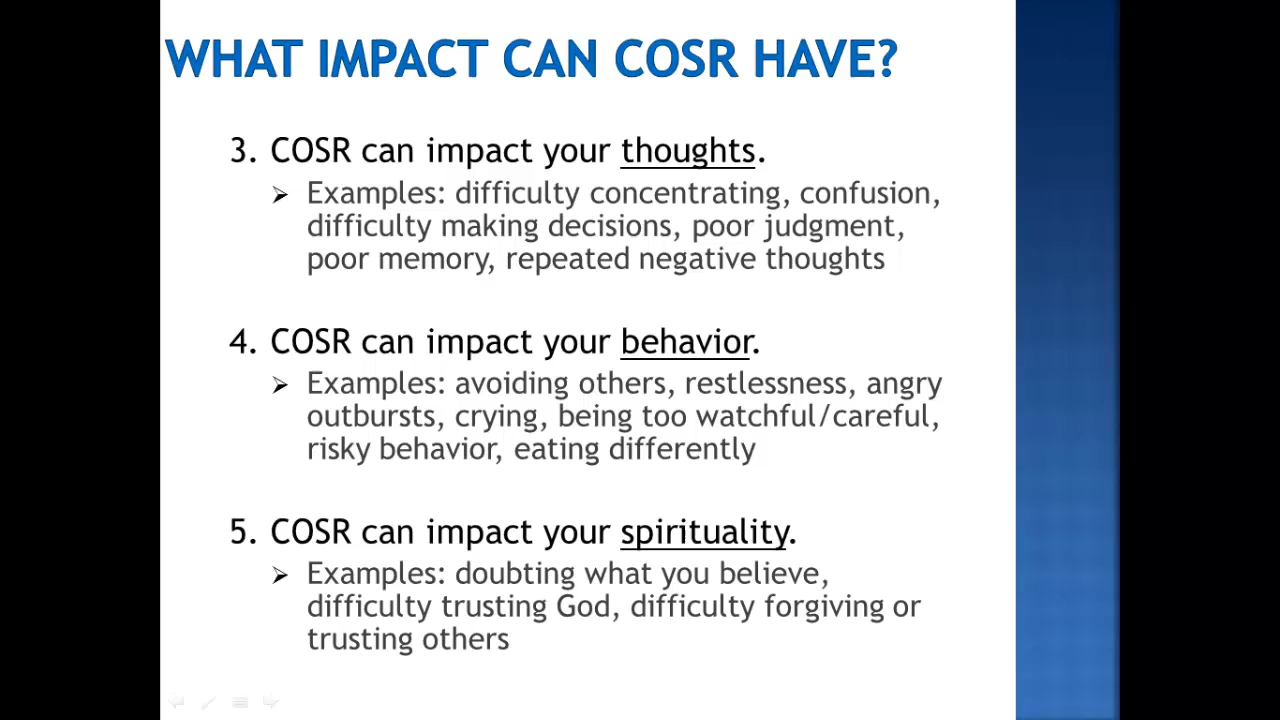 WHAT IMPACT CAN COSR HAVE?
3. COSR can impact your thoughts.
Examples: difficulty concentrating, confusion,
difficulty making decisions, poor judgment,
poor memory, repeated negative thoughts
4. COSR can impact your behavior.
Examples: avoiding others, restlessness, angry
outbursts, crying, being too watchful/careful,
risky behavior, eating differently
5. COSR can impact your spirituality.
Examples: doubting what you believe,
difficulty trusting God, difficulty forgiving or
trusting others